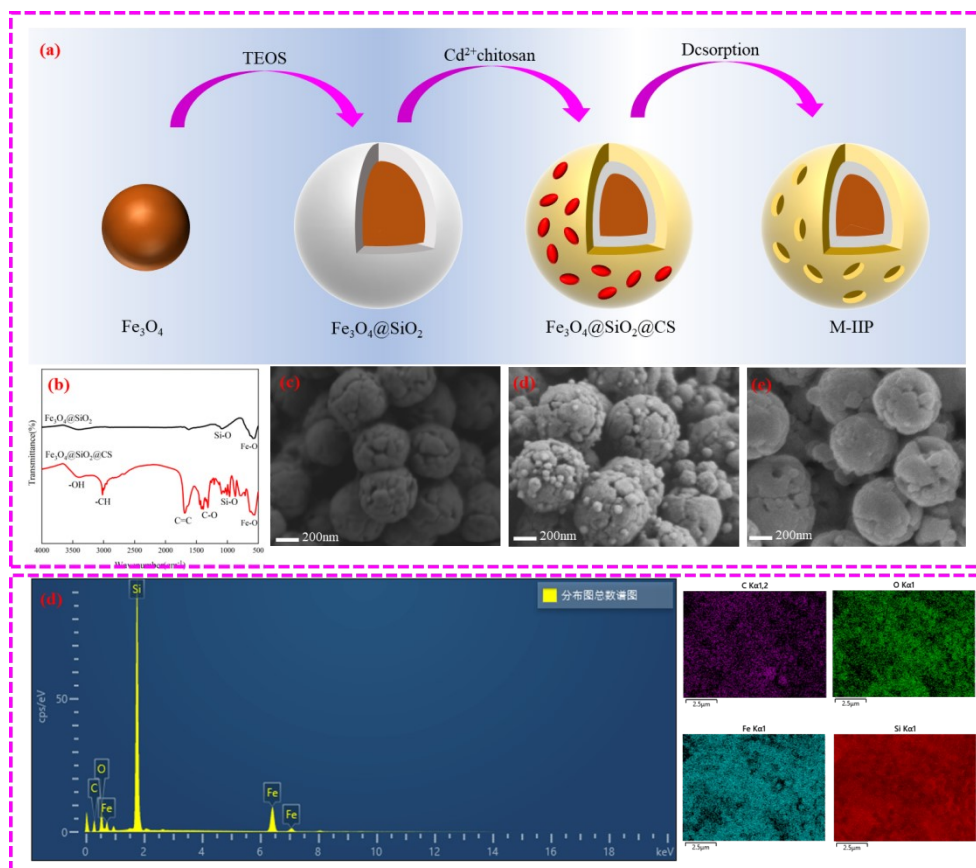 (a)
TEOS
Cd²⁺chitosan
Dcsorption
Fe₃O₄
Fe₃O₄@SiO₂
Fe₃O₄@SiO₂@CS
M-IIP
(b)
Transmittance(%)
Fe₃O₄@SiO₂
Si-O
Fe-O
Fe₃O₄@SiO₂@CS
-OH
-CH
C=C
C-O
Si-O
Fe-O
4000 3500 3000 2500 2000 1500 1000 500
(c)
200nm
(d)
200nm
(e)
200nm
(d)
Si
分布图总数谱图
cps/eV
50
0
C
O
Fe
Fe
Fe
0 2 4 6 8 10 12 14 16 18 keV
C Kα1,2
2.5μm
O Kα1
2.5μm
Fe Kα1
2.5μm
Si Kα1
2.5μm